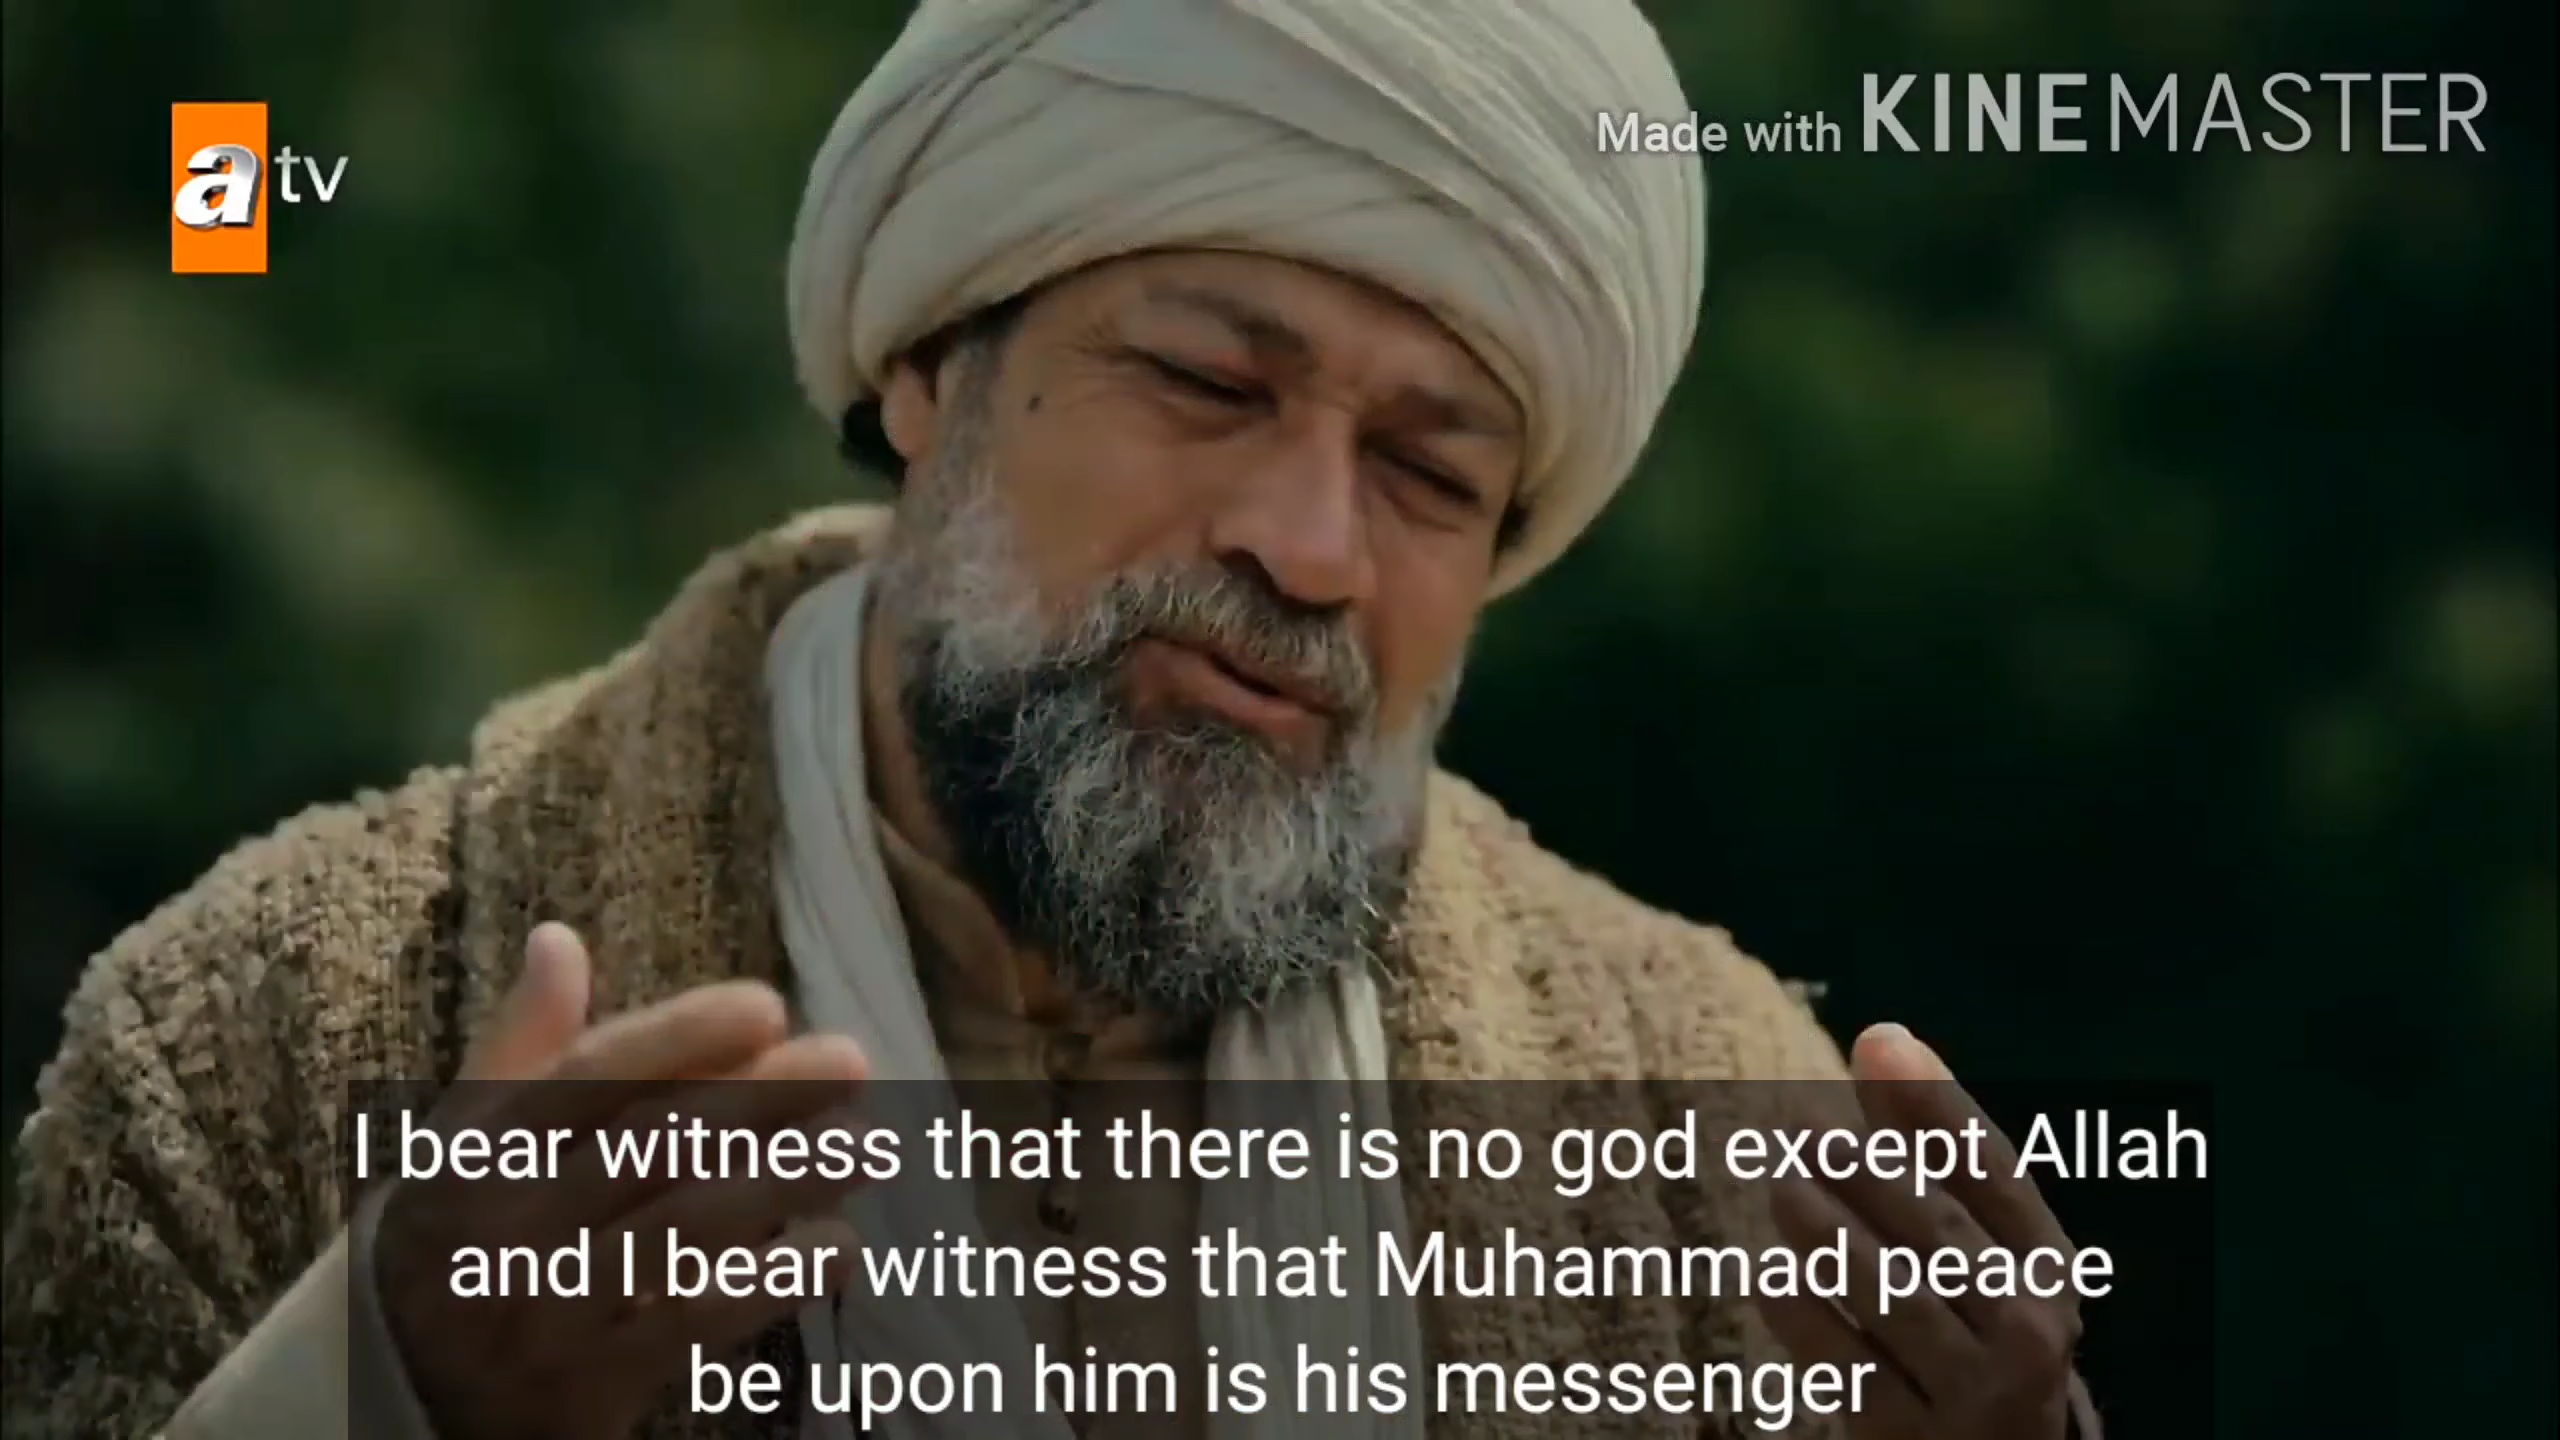 atv
Made with KINEMASTER
I bear witness that there is no god except Allah
and I bear witness that Muhammad peace
be upon him is his messenger